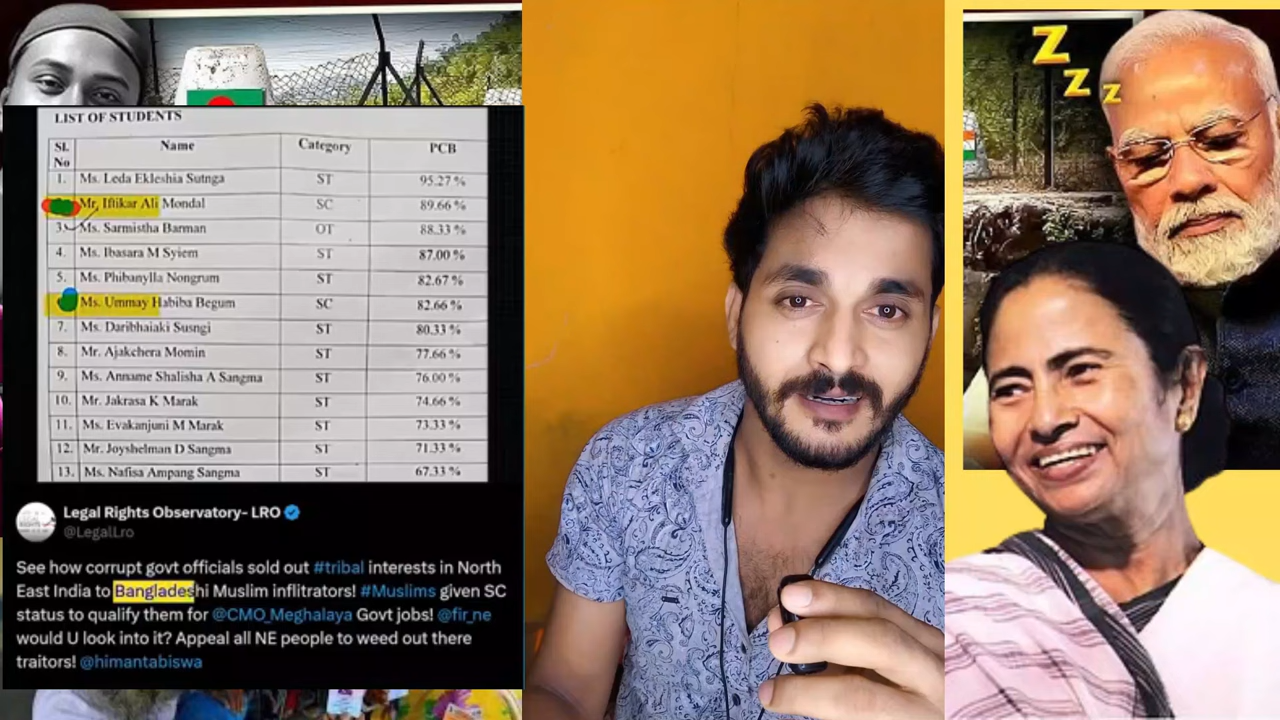 LIST OF STUDENTS
SL No Name Category PCB
1. Ms. Leda Ekleshia Sutnga ST 95.27 %
Mr. Iftikar Ali Mondal SC 89.66 %
3. Ms. Sarmistha Barman OT 88.33 %
4. Ms. Ibasara M Syiem ST 87.00 %
5. Ms. Phibanylla Nongrum ST 82.67 %
Ms. Ummay Habiba Begum SC 82.66 %
7. Ms. Daribhaiaki Susngi ST 80.33 %
8. Mr. Ajakchera Momin ST 77.66 %
9. Ms. Anname Shalisha A Sangma ST 76.00 %
10. Mr. Jakrasa K Marak ST 74.66 %
11. Ms. Evakanjuni M Marak ST 73.33 %
12. Mr. Joyshelman D Sangma ST 71.33 %
13. Ms. Nafisa Ampang Sangma ST 67.33 %
Legal Rights Observatory- LRO
@LegalLro
See how corrupt govt officials sold out #tribal interests in North
East India to Bangladeshi Muslim inflitrators! #Muslims given SC
status to qualify them for @CMO_Meghalaya Govt jobs! @fir_ne
would U look into it? Appeal all NE people to weed out there
traitors! @himantabiswa
Z
Z
Z